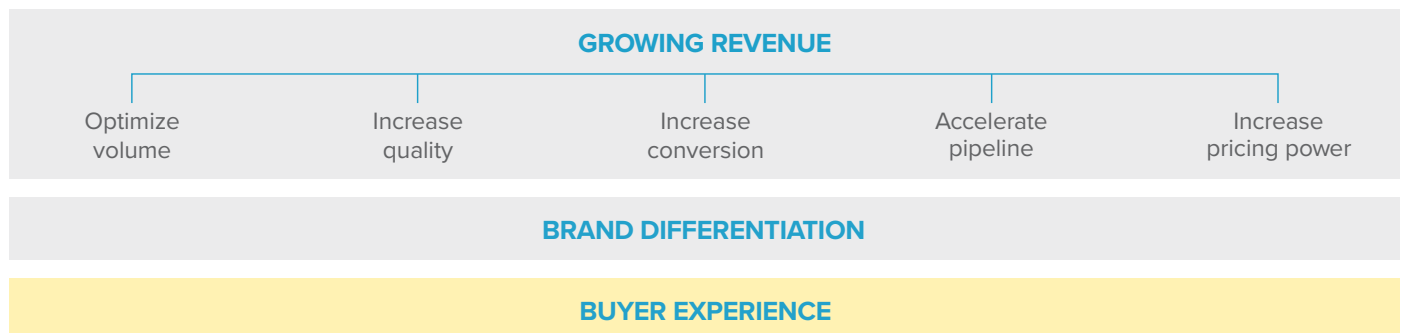 GROWING REVENUE
Optimize
volume
Increase
quality
Increase
conversion
Accelerate
pipeline
Increase
pricing power
BRAND DIFFERENTIATION
BUYER EXPERIENCE